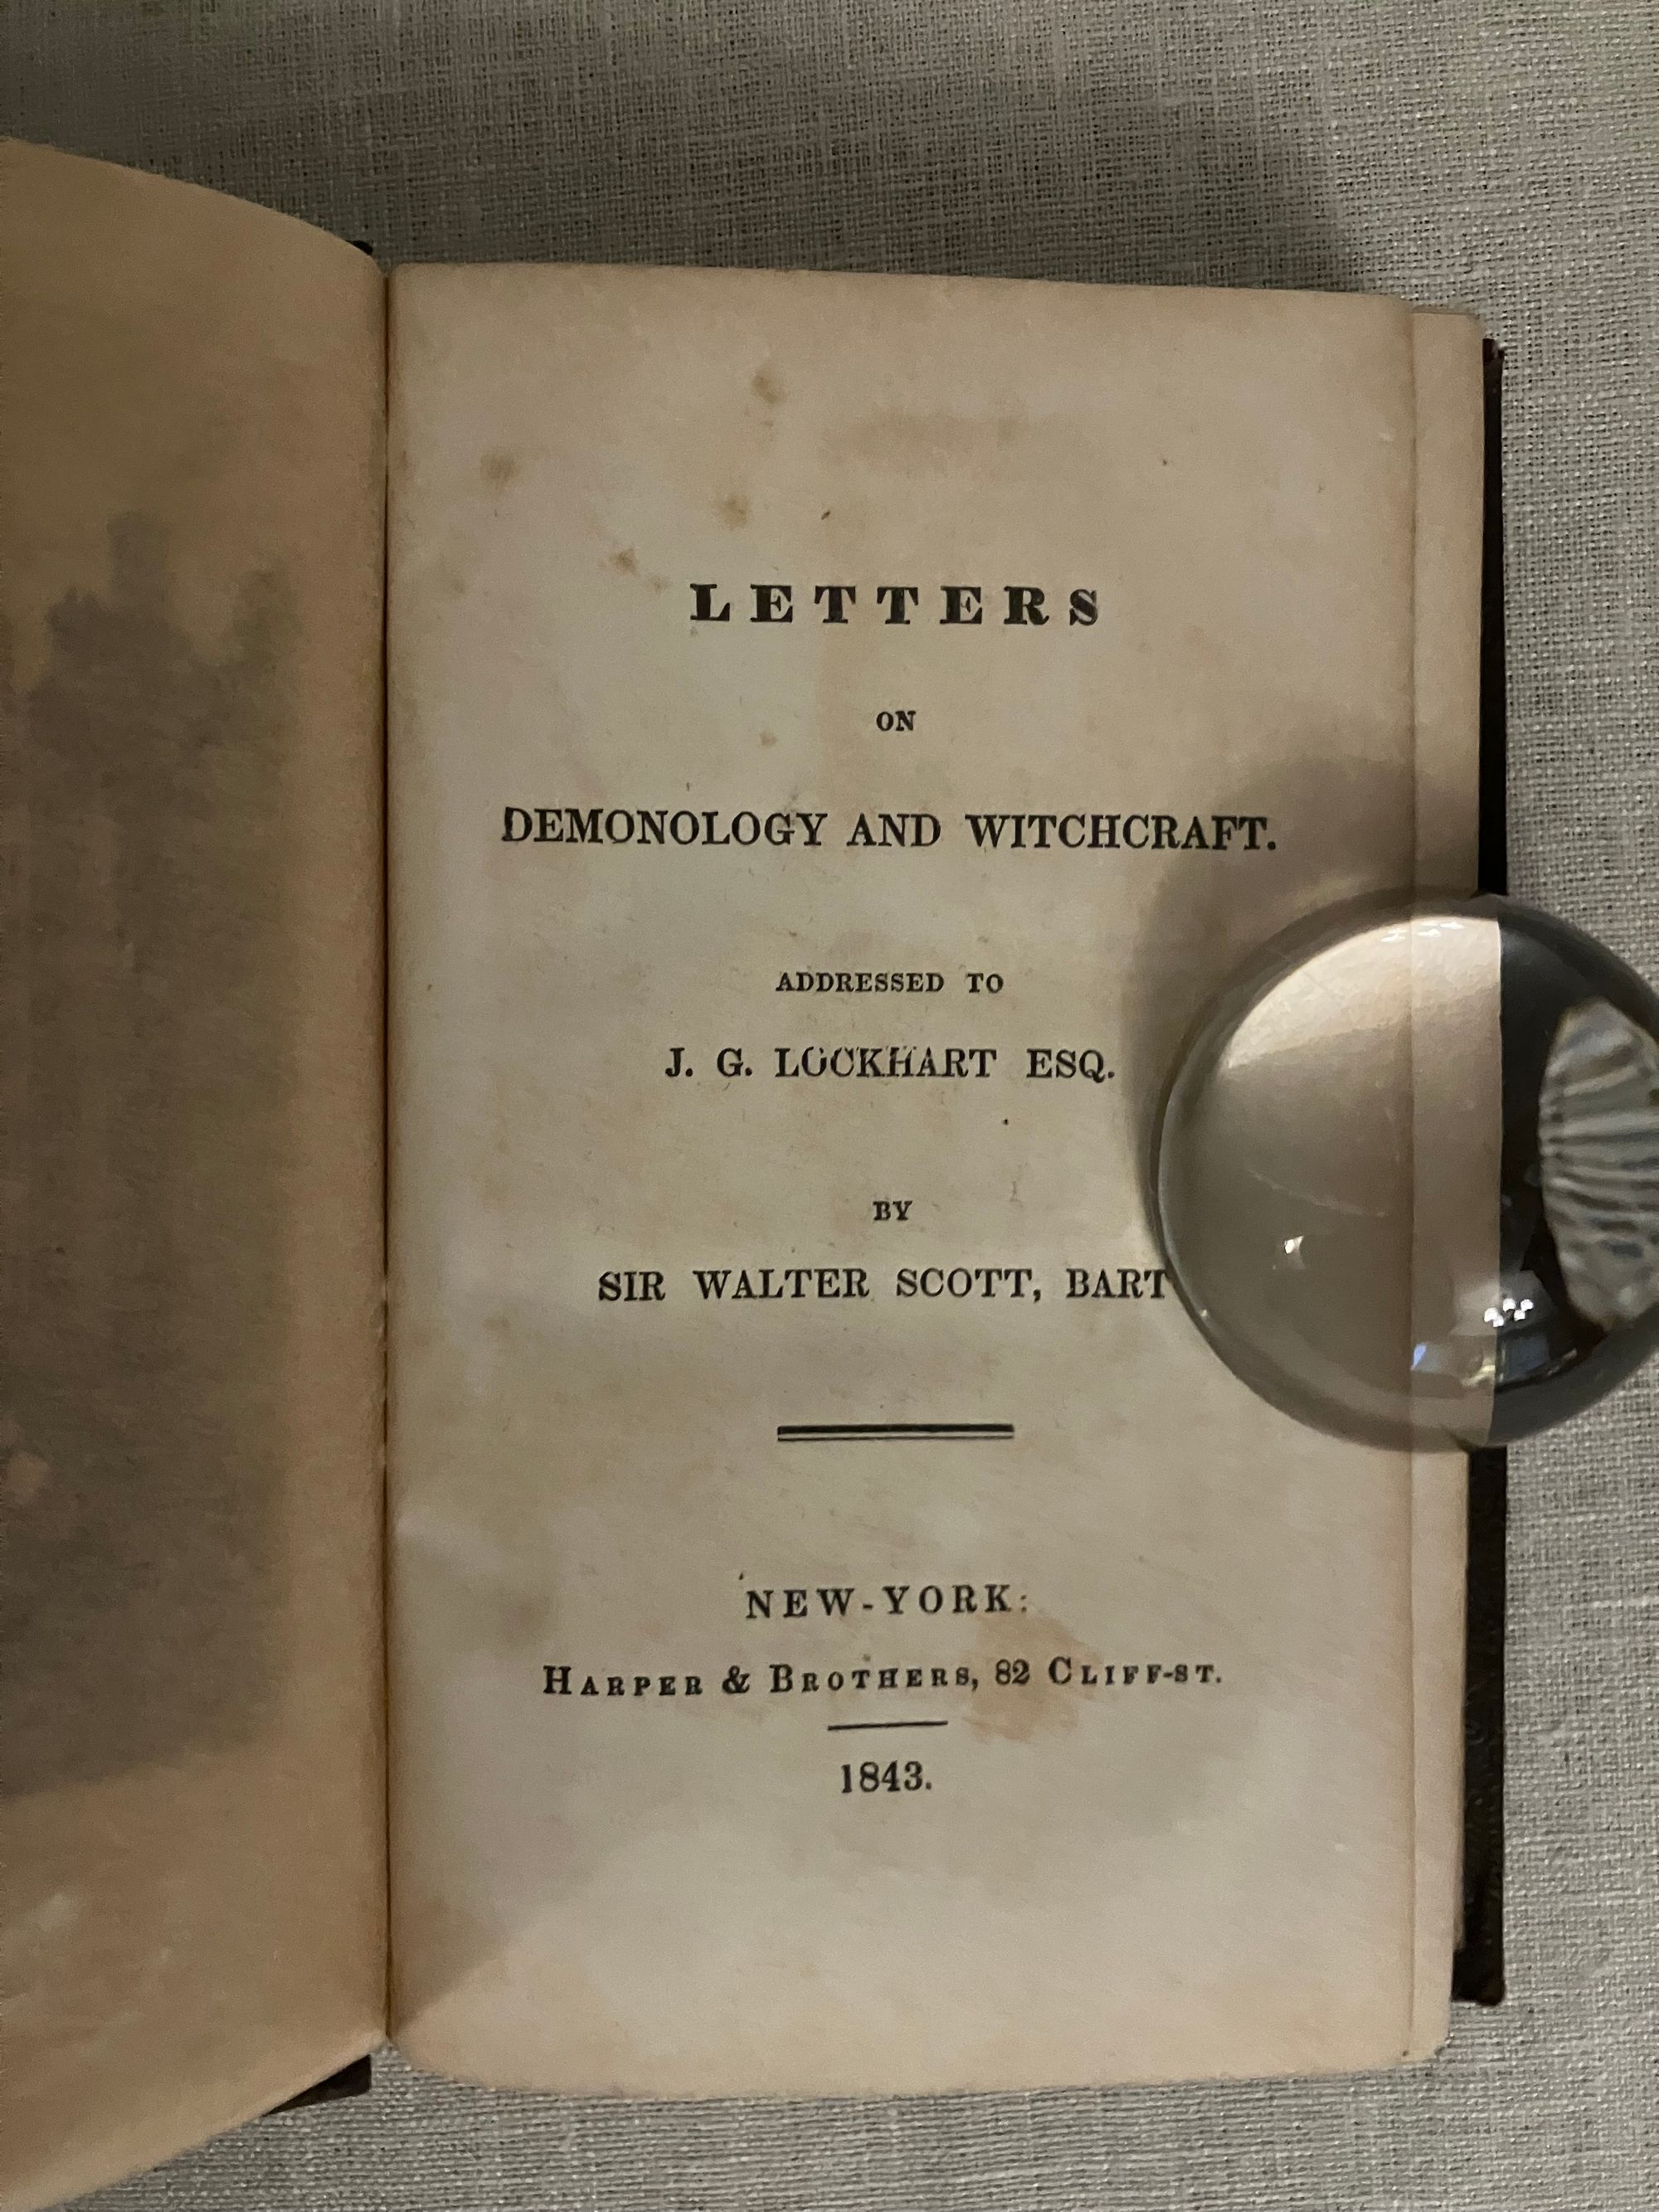 LETTERS
ON
DEMONOLOGY AND WITCHCRAFT.
ADDRESSED TO
J. G. LOCKHART ESQ.
BY
SIR WALTER SCOTT, BART
NEW-YORK:
HARPER & BROTHERS, 82 CLIFF-ST.
1843.